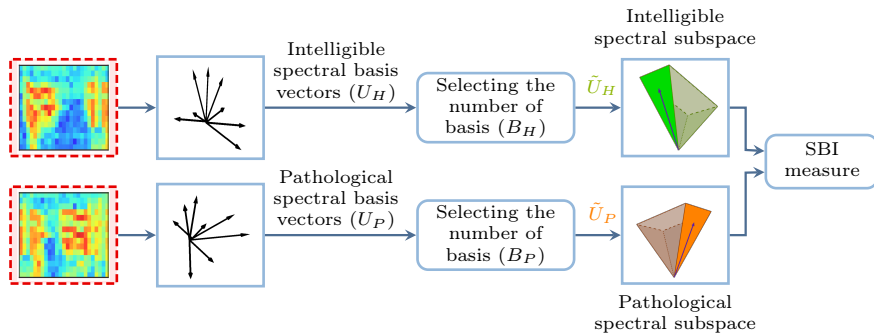 Intelligible
spectral basis
vectors (U_H)
Selecting the
number of
basis (B_H)
Ũ_H
Intelligible
spectral subspace
Pathological
spectral basis
vectors (U_P)
Selecting the
number of
basis (B_P)
Ũ_P
Pathological
spectral subspace
SBI
measure